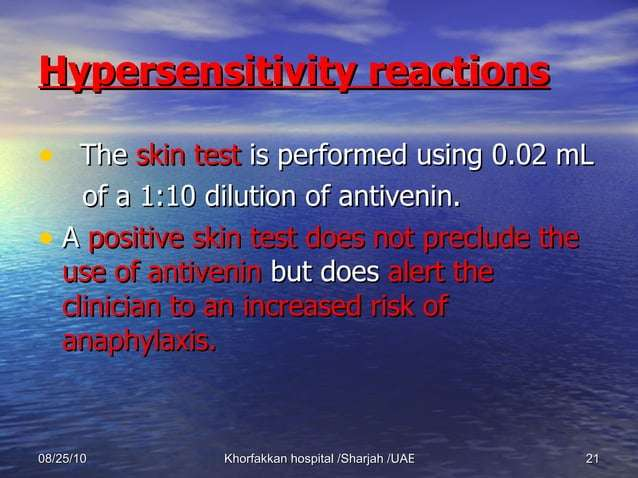 Hypersensitivity reactions
• The skin test is performed using 0.02 mL
of a 1:10 dilution of antivenin.
• A positive skin test does not preclude the
use of antivenin but does alert the
clinician to an increased risk of
anaphylaxis.
08/25/10 Khorfakkan hospital /Sharjah /UAE 21